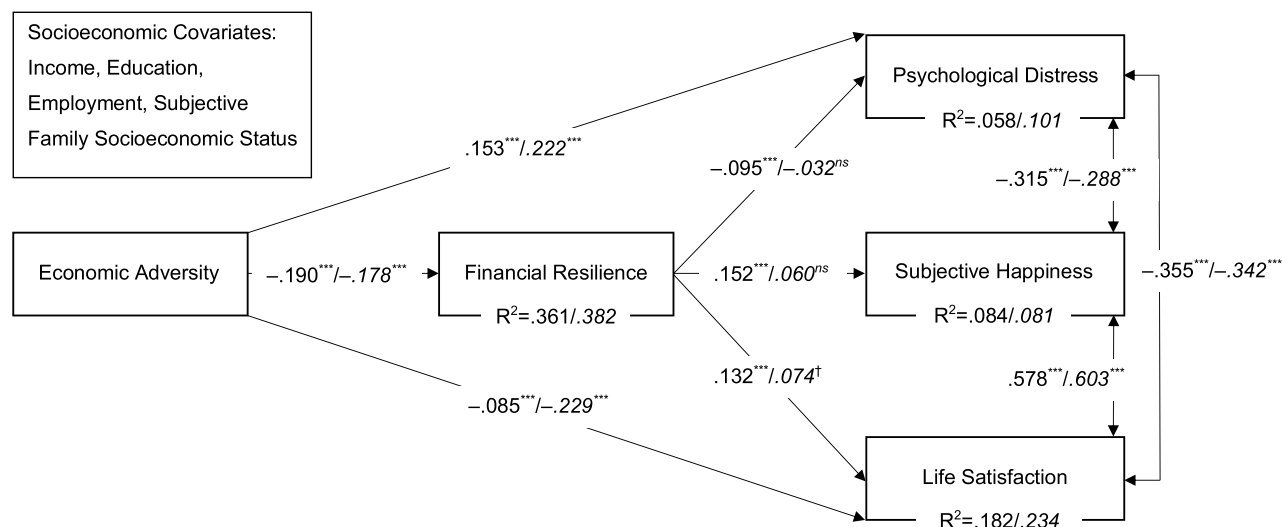 Socioeconomic Covariates:
Income, Education,
Employment, Subjective
Family Socioeconomic Status
Psychological Distress
R²=.058/.101
.153***/.222***
–.095***/–.032ns
–.315***/–.288***
Economic Adversity
–.190***/–.178***
Financial Resilience
R²=.361/.382
.152***/.060ns
Subjective Happiness
R²=.084/.081
–.355***/–.342***
.132***/.074†
.578***/.603***
–.085***/–.229***
Life Satisfaction
R²=.182/.234